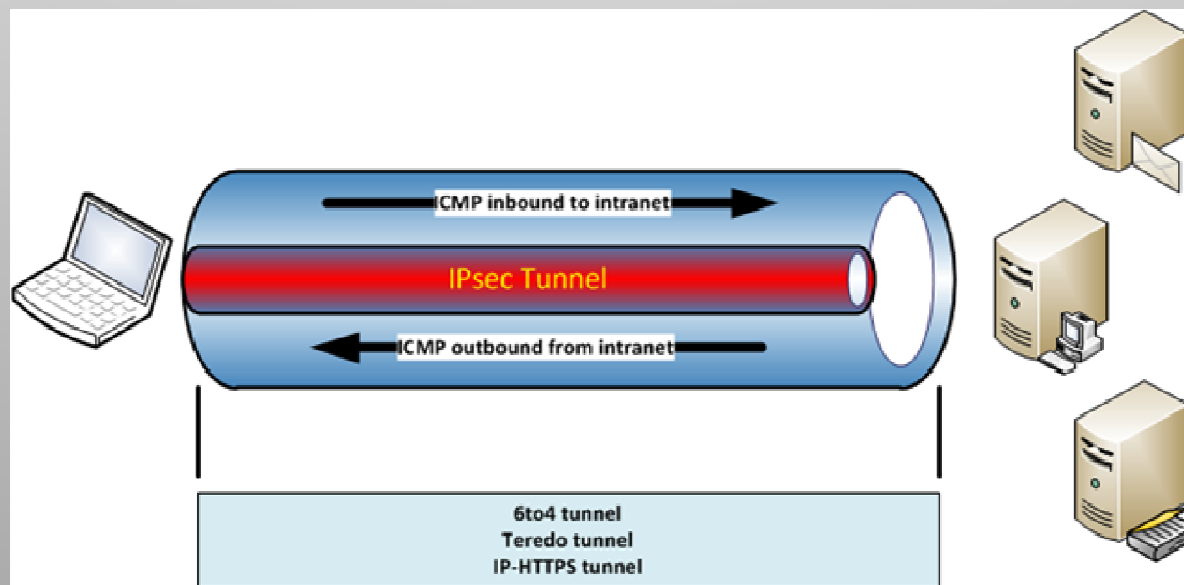 ICMP inbound to intranet
IPsec Tunnel
ICMP outbound from intranet
6to4 tunnel
Teredo tunnel
IP-HTTPS tunnel